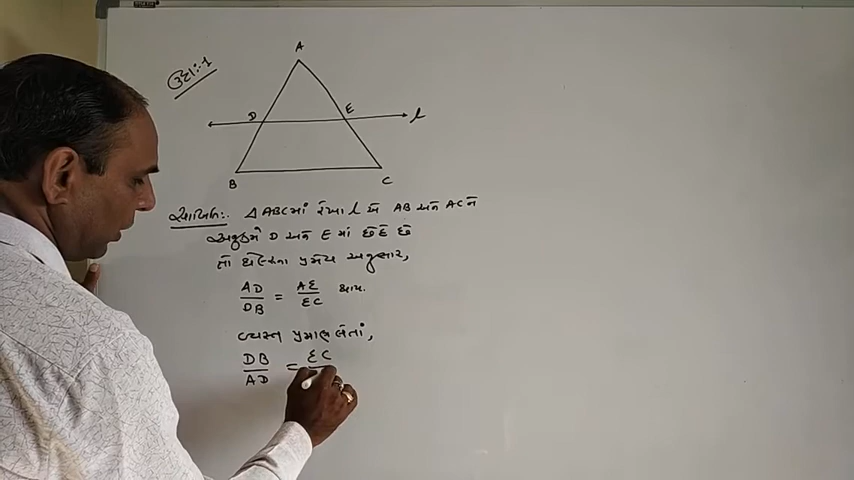 ઉદા:-1
A
D E l
B C
સાબિતી:- △ABCમાં રેખા l એ AB અને ACને
અનુક્રમે D અને E માં છેદે છે
તો થેલ્સના પ્રમેય અનુસાર,
AD/DB = AE/EC થાય.
વ્યસ્ત પ્રમાણ લેતાં,
DB/AD = EC